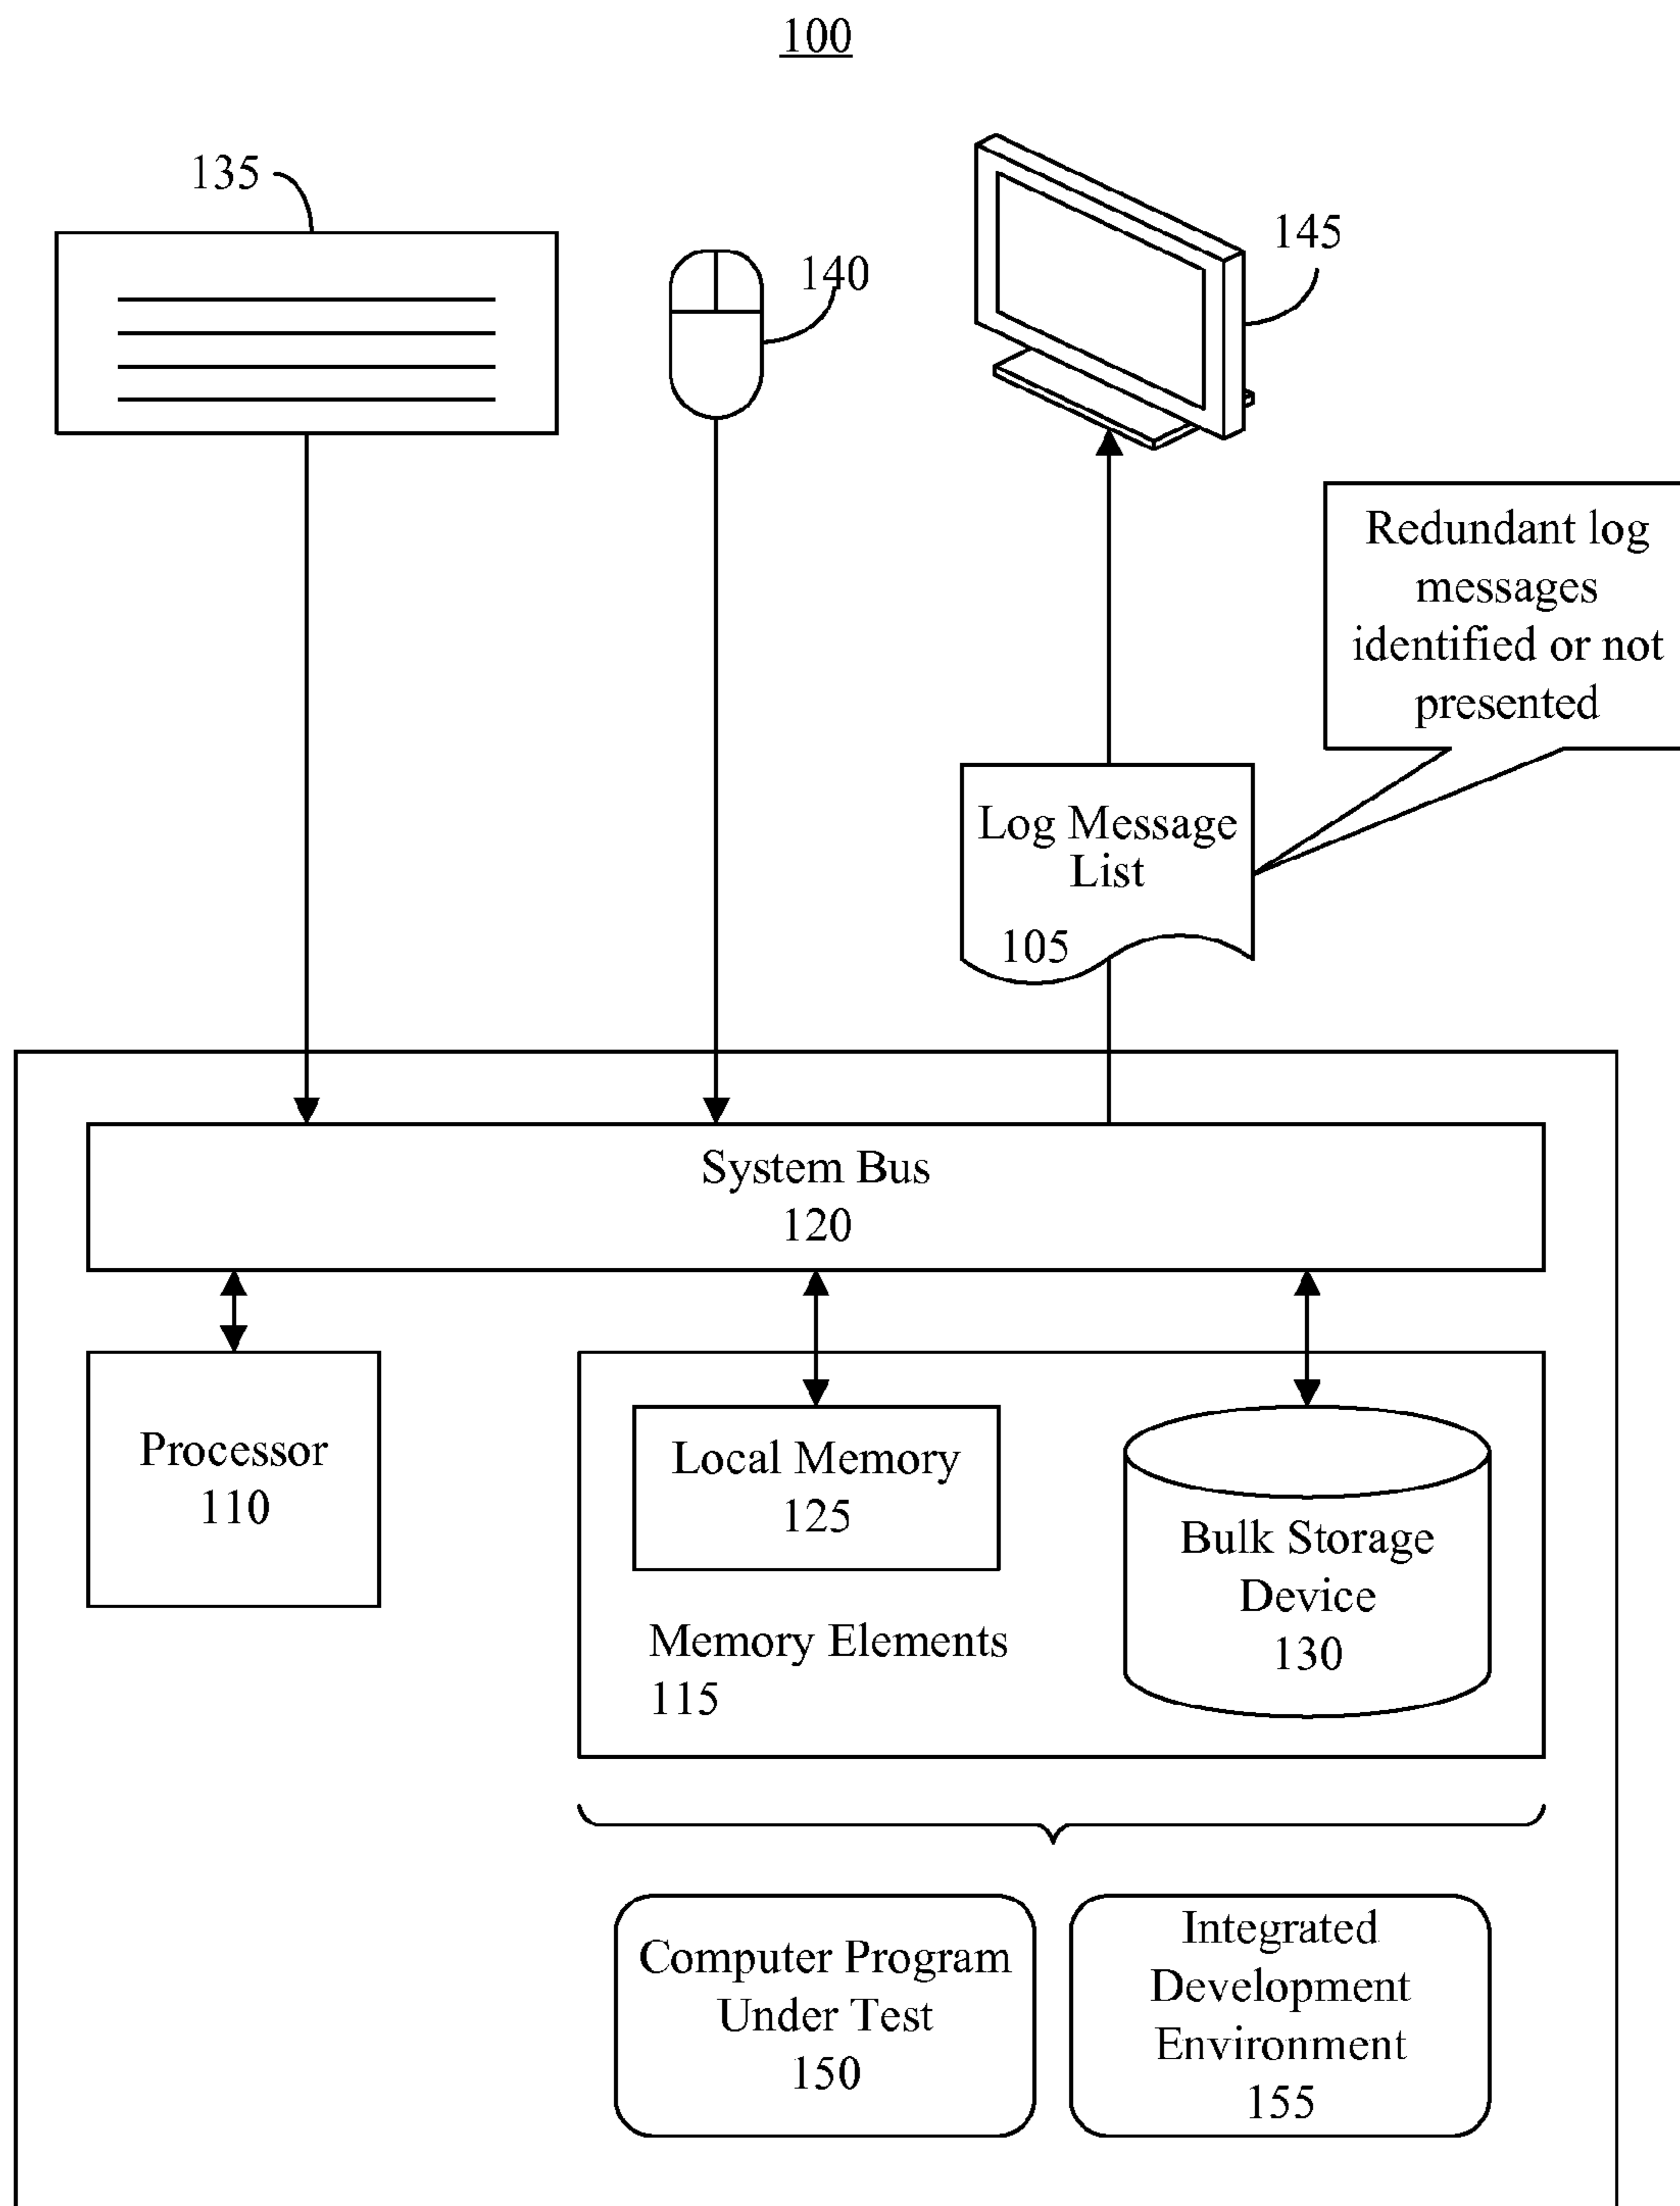 100
135
140
145
Redundant log
messages
identified or not
presented
Log Message
List
105
System Bus
120
Processor
110
Local Memory
125
Bulk Storage
Device
130
Memory Elements
115
Computer Program
Under Test
150
Integrated
Development
Environment
155